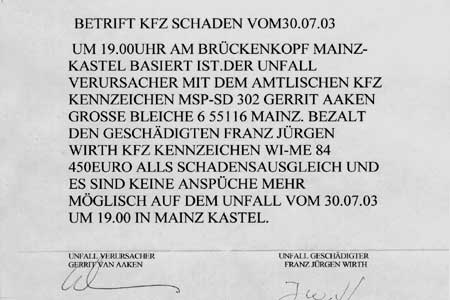 BETRIFT KFZ SCHADEN VOM30.07.03
UM 19.00UHR AM BRÜCKENKOPF MAINZ-
KASTEL BASIERT IST.DER UNFALL
VERURSACHER MIT DEM AMTLISCHEN KFZ
KENNZEICHEN MSP-SD 302 GERRIT AAKEN
GROSSE BLEICHE 6 55116 MAINZ. BEZALT
DEN GESCHÄDIGTEN FRANZ JÜRGEN
WIRTH KFZ KENNZEICHEN WI-ME 84
450EURO ALLS SCHADENSAUSGLEICH UND
ES SIND KEINE ANSPÜCHE MEHR
MÖGLISCH AUF DEM UNFALL VOM 30.07.03
UM 19.00 IN MAINZ KASTEL.
UNFALL VERURSACHER UNFALL GESCHÄDIGTER
GERRIT VAN AAKEN FRANZ JÜRGEN WIRTH